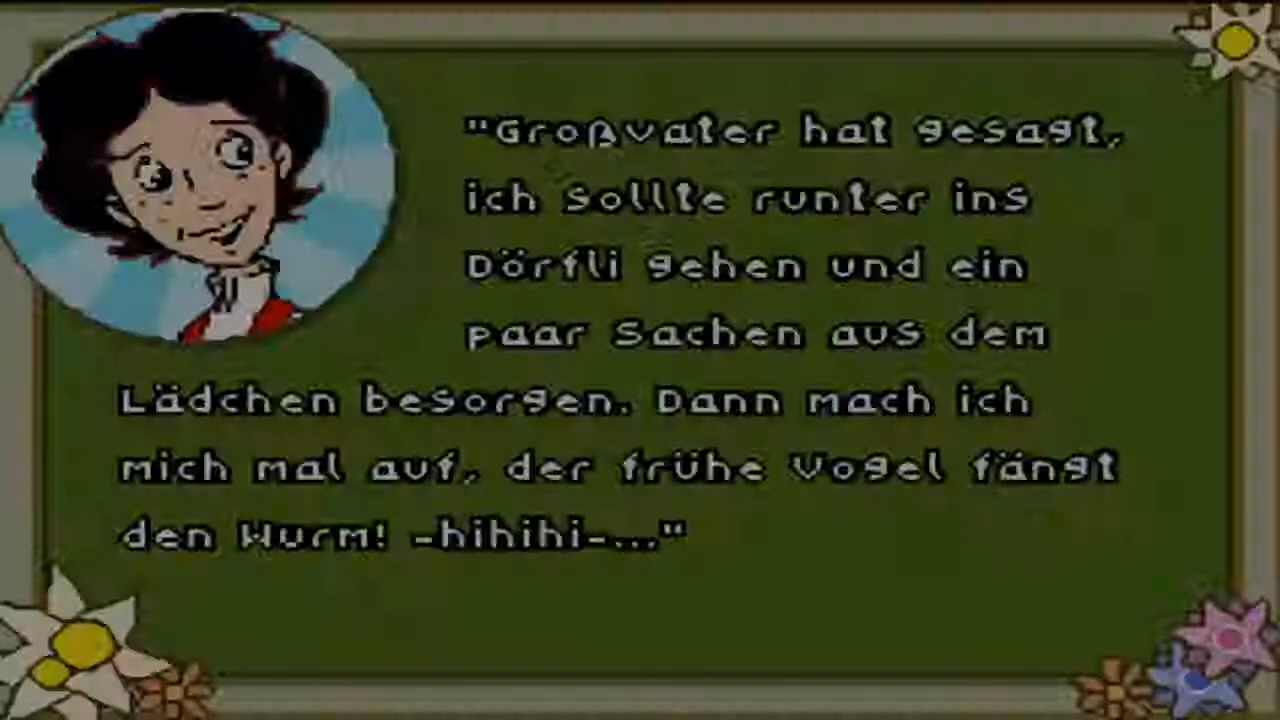 "Großvater hat gesagt,
ich sollte runter ins
Dörfli gehen und ein
paar Sachen aus dem
Lädchen besorgen. Dann mach ich
mich mal auf, der frühe Vogel fängt
den Wurm! -hihihi-..."